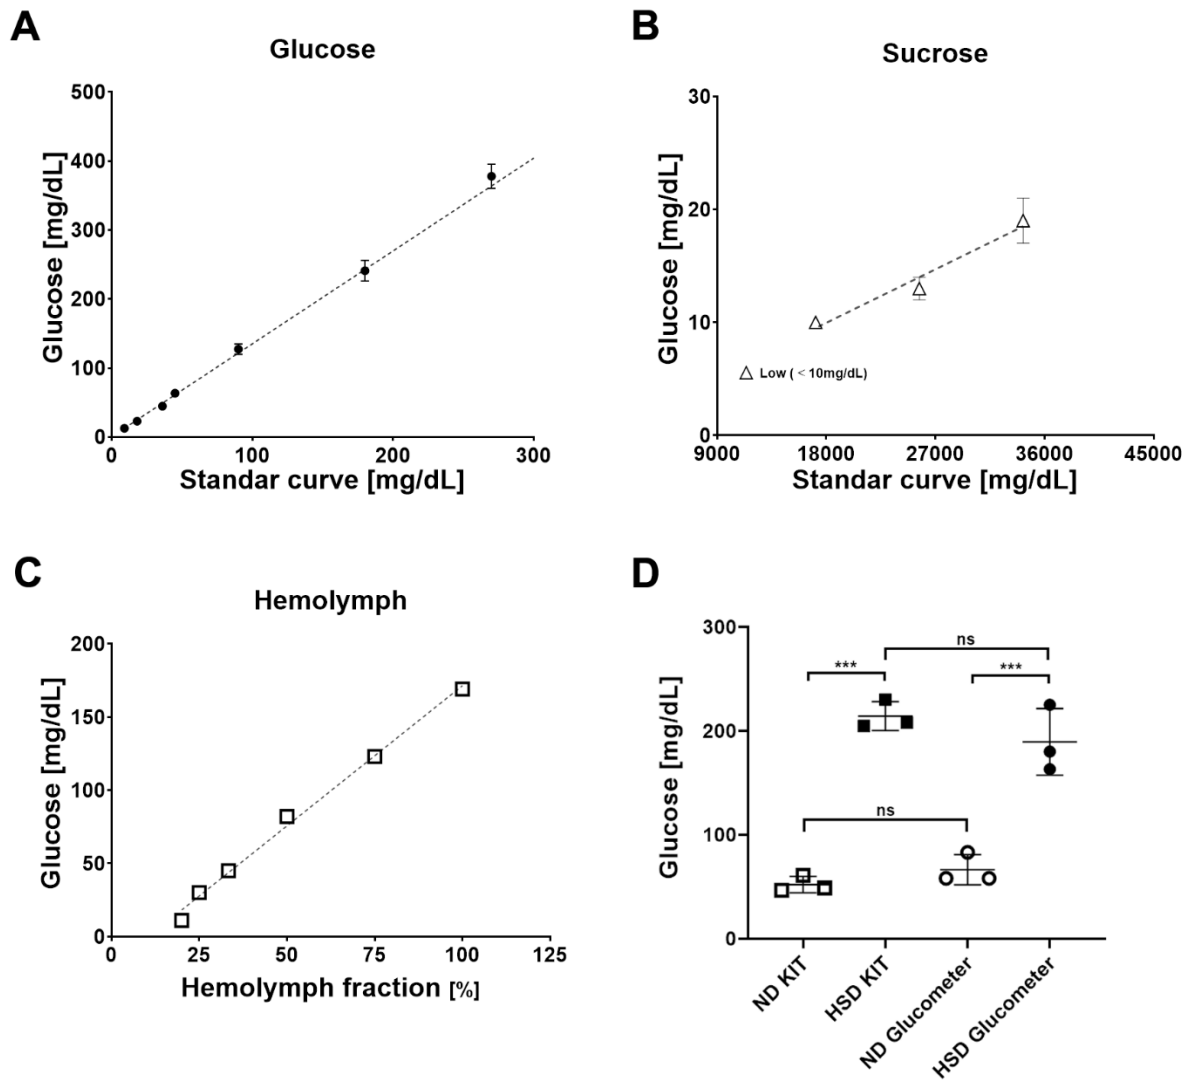 A
Glucose
500
400
300
200
100
0
Glucose [mg/dL]
0 100 200 300
Standar curve [mg/dL]
B
Sucrose
30
20
10
0
Glucose [mg/dL]
Low ( < 10mg/dL)
9000 18000 27000 36000 45000
Standar curve [mg/dL]
C
Hemolymph
200
150
100
50
0
Glucose [mg/dL]
0 25 50 75 100 125
Hemolymph fraction [%]
D
300
200
100
0
Glucose [mg/dL]
ns
***
***
ns
ND KIT
HSD KIT
ND Glucometer
HSD Glucometer